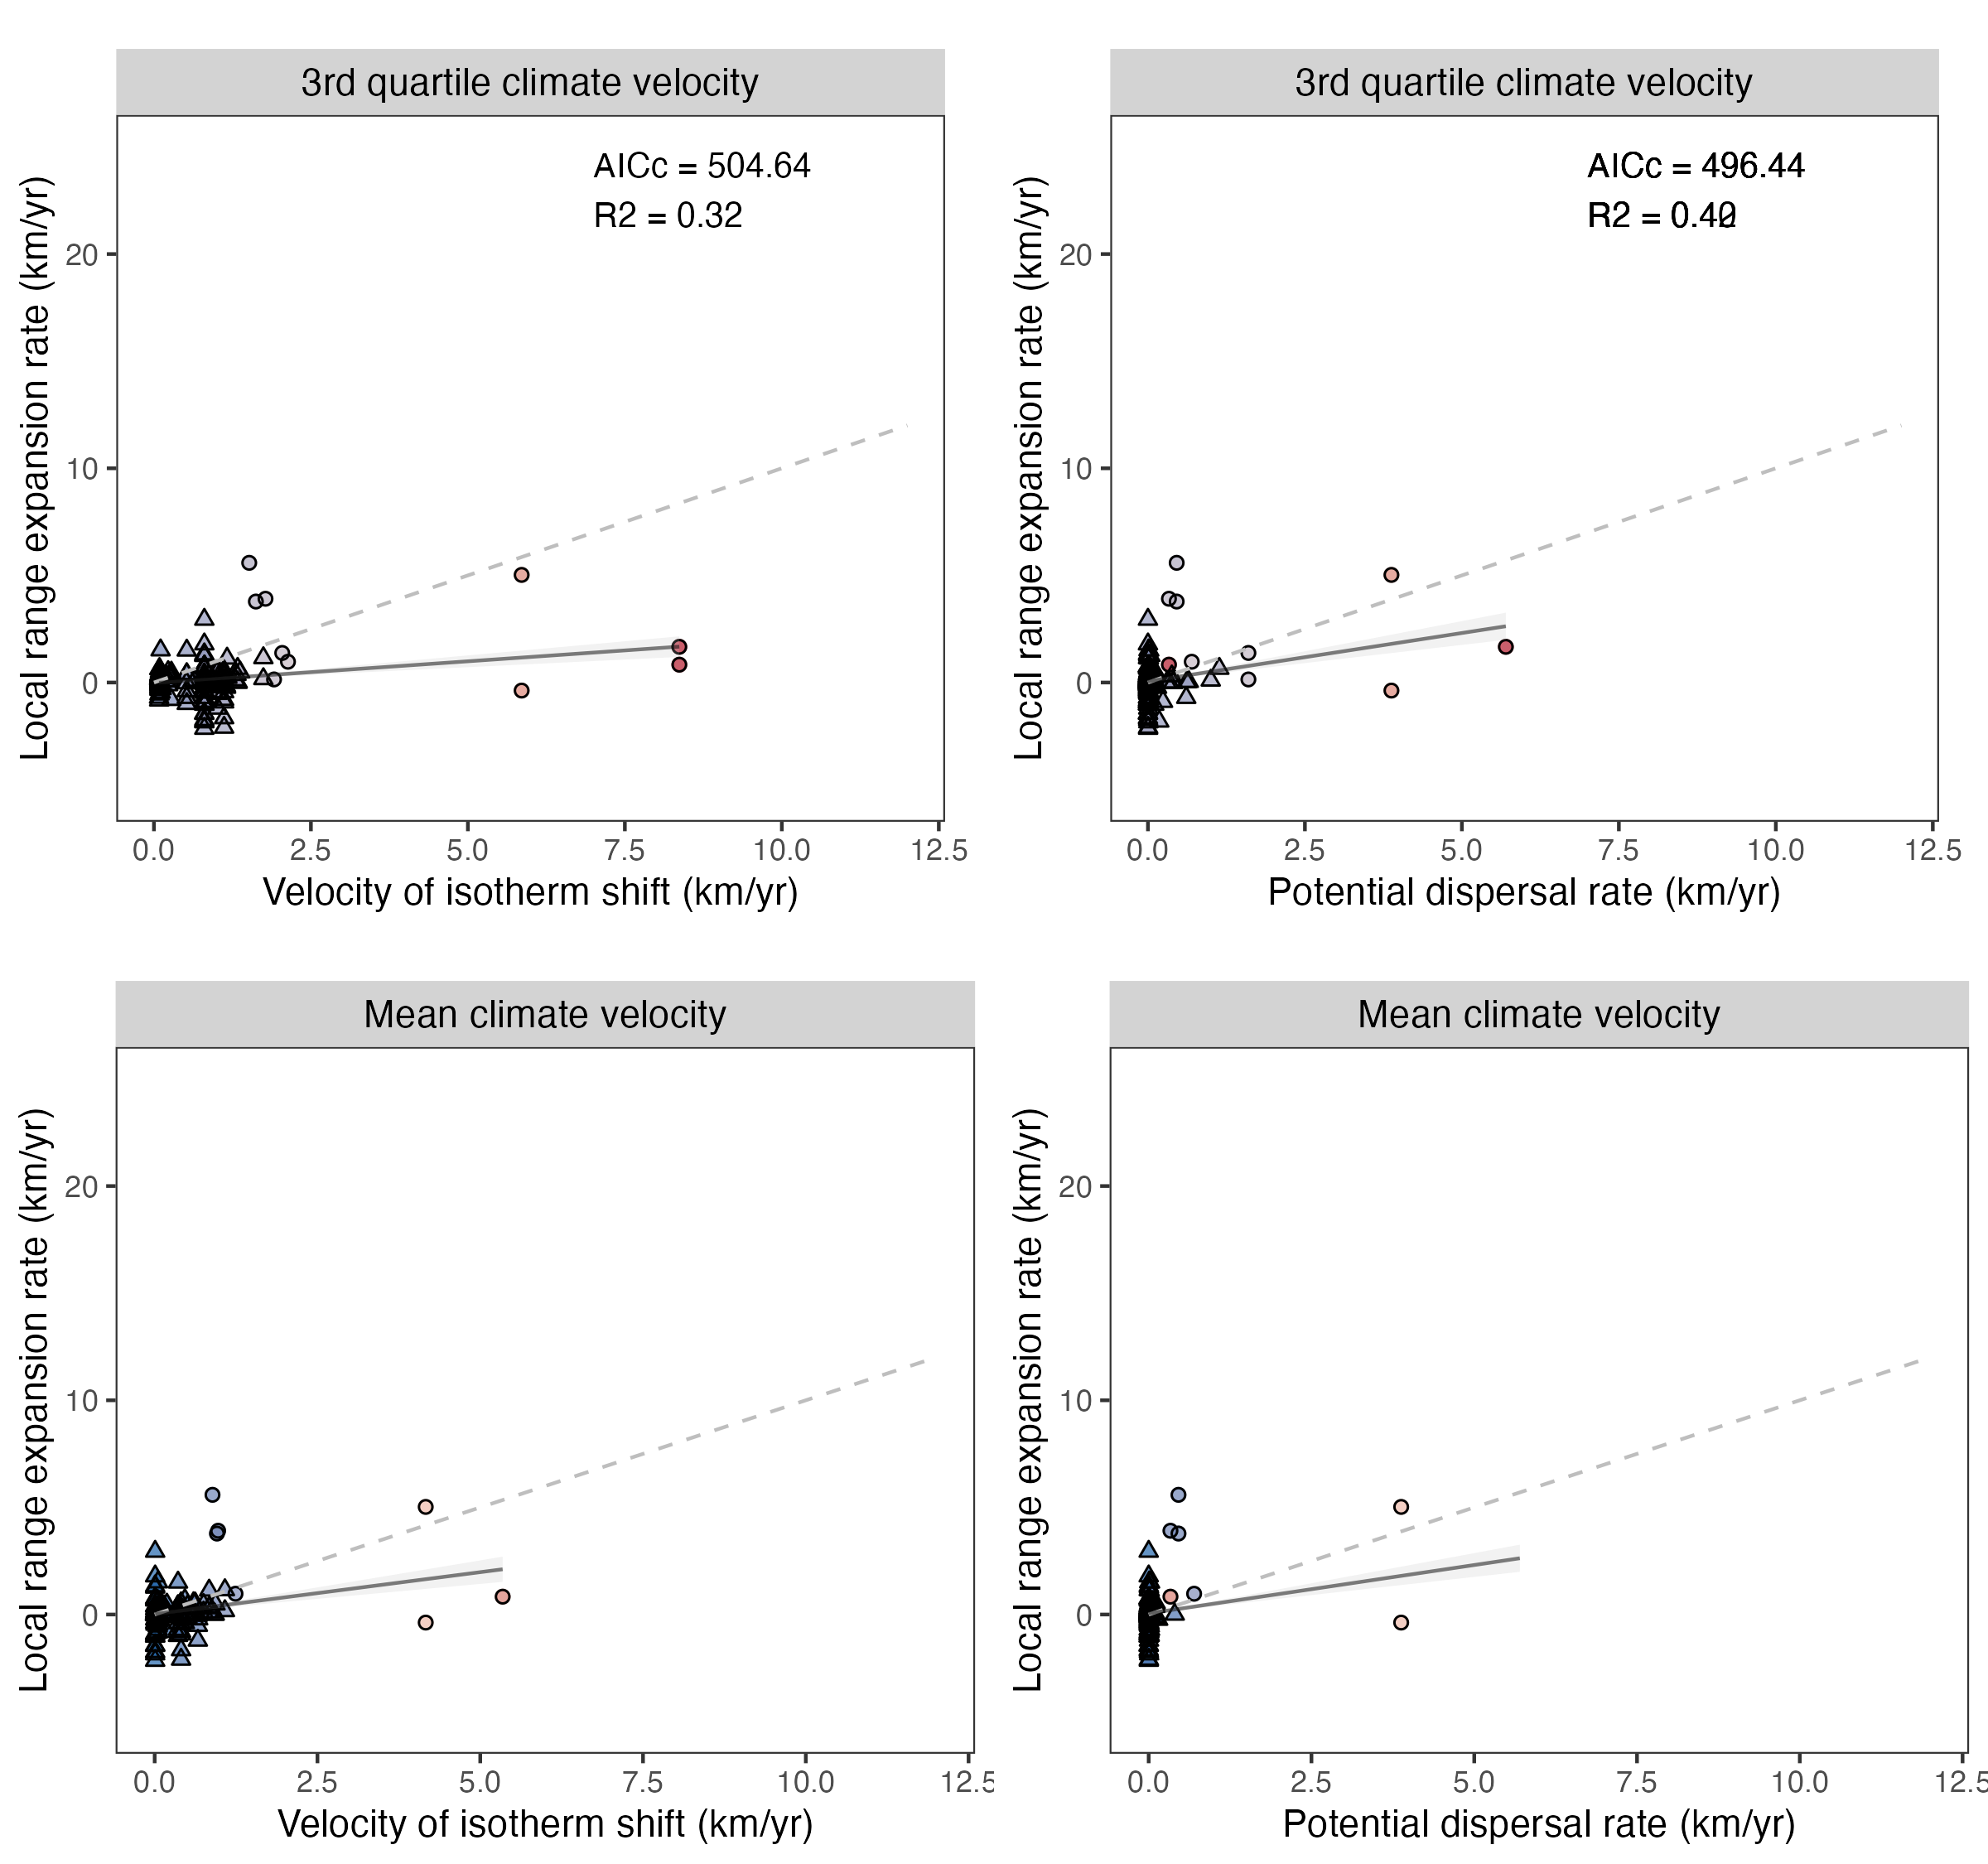 3rd quartile climate velocity
AICc = 504.64
R2 = 0.32
Local range expansion rate (km/yr)
20
10
0
0.0 2.5 5.0 7.5 10.0 12.5
Velocity of isotherm shift (km/yr)
3rd quartile climate velocity
AICc = 496.44
R2 =
Local range expansion rate (km/yr)
20
10
0
0.0 2.5 5.0 7.5 10.0 12.5
Potential dispersal rate (km/yr)
Mean climate velocity
Local range expansion rate (km/yr)
20
10
0
0.0 2.5 5.0 7.5 10.0 12.5
Velocity of isotherm shift (km/yr)
Mean climate velocity
Local range expansion rate (km/yr)
20
10
0
0.0 2.5 5.0 7.5 10.0 12.5
Potential dispersal rate (km/yr)